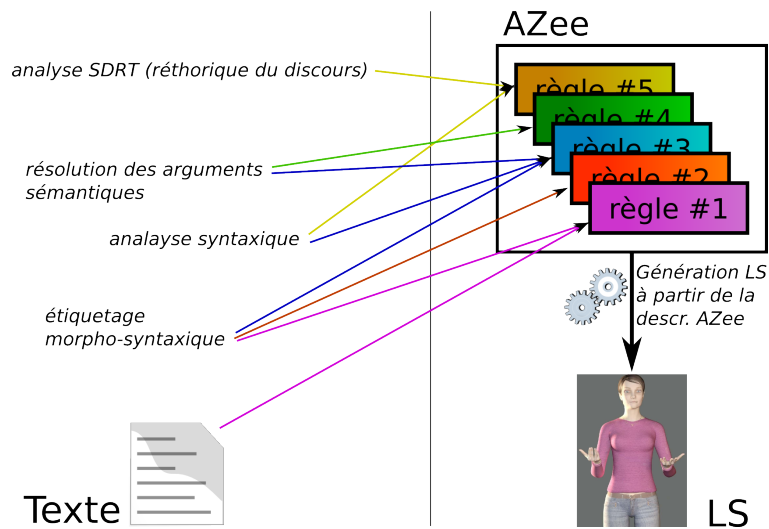 AZee
analyse SDRT (réthorique du discours)
règle #5
règle #4
règle #3
règle #2
règle #1
résolution des arguments
sémantiques
analayse syntaxique
étiquetage
morpho-syntaxique
Génération LS
à partir de la
descr. AZee
Texte
LS